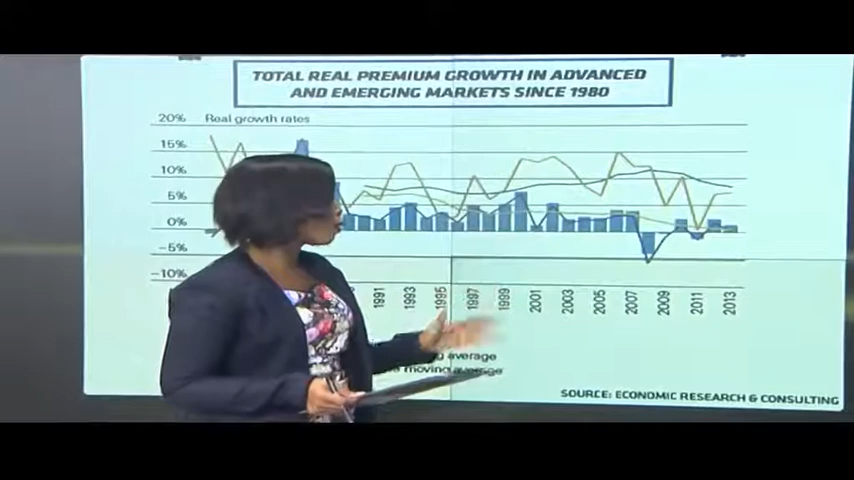 TOTAL REAL PREMIUM GROWTH IN ADVANCED
AND EMERGING MARKETS SINCE 1980
20% Real growth rates
15%
10%
5%
0%
-5%
-10%
1991 1993 1995 1997 1999 2001 2003 2005 2007 2009 2011 2013
average
moving average
SOURCE: ECONOMIC RESEARCH & CONSULTING